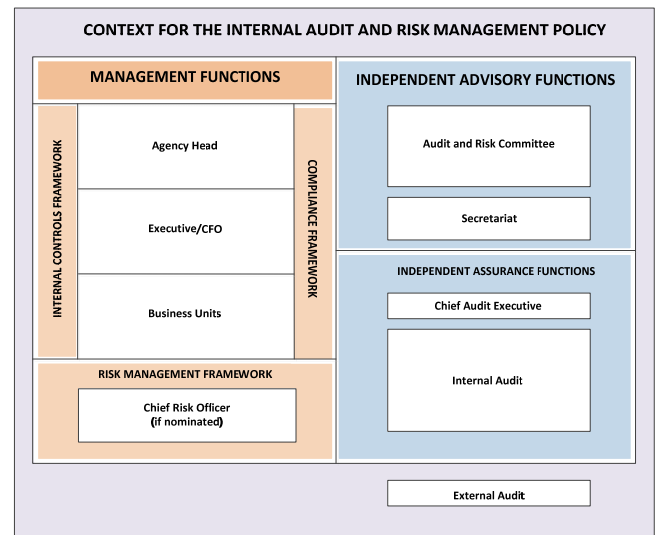 CONTEXT FOR THE INTERNAL AUDIT AND RISK MANAGEMENT POLICY
MANAGEMENT FUNCTIONS
INTERNAL CONTROLS FRAMEWORK
Agency Head
Executive/CFO
Business Units
COMPLIANCE FRAMEWORK
RISK MANAGEMENT FRAMEWORK
Chief Risk Officer
(if nominated)
INDEPENDENT ADVISORY FUNCTIONS
Audit and Risk Committee
Secretariat
INDEPENDENT ASSURANCE FUNCTIONS
Chief Audit Executive
Internal Audit
External Audit